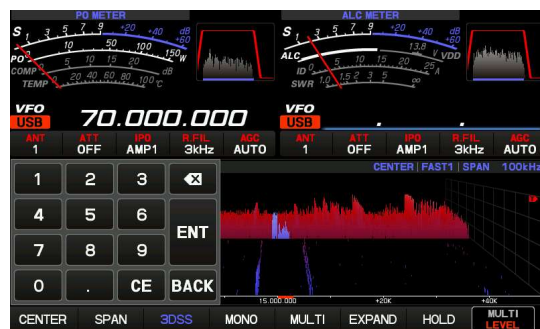 PO METER
ALC METER
S 1 3 5 7 9 +20 +40 +60 dB
PO 10 50 100 150 W
COMP 5 10 15 20 dB
TEMP 20 40 60 80 100 °C
S 1 3 5 7 9 +20 +40 +60 dB
ALC 13.8 VDD
ID 0 5 10 15 20 25 A
SWR 1.0 1.5 2 3 5 ∞
VFO
USB
70.000.000
VFO
USB
. .
ANT ATT IPO R.FIL AGC
1 OFF AMP1 3kHz AUTO
ANT ATT IPO R.FIL AGC
1 OFF AMP1 3kHz AUTO
CENTER | FAST1 | SPAN 100kHz
1 2 3
4 5 6 ENT
7 8 9
0 . CE BACK
15.000 000 +20K +40K
CENTER SPAN 3DSS MONO MULTI EXPAND HOLD MULTI
LEVEL